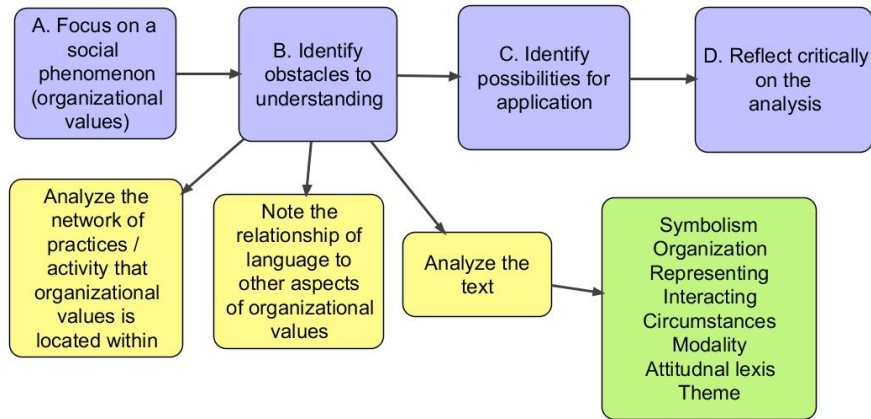 A. Focus on a
social
phenomenon
(organizational
values)
B. Identify
obstacles to
understanding
C. Identify
possibilities for
application
D. Reflect critically
on the
analysis
Analyze the
network of
practices /
activity that
organizational
values is
located within
Note the
relationship of
language to
other aspects
of organizational
values
Analyze the
text
Symbolism
Organization
Representing
Interacting
Circumstances
Modality
Attitudnal lexis
Theme